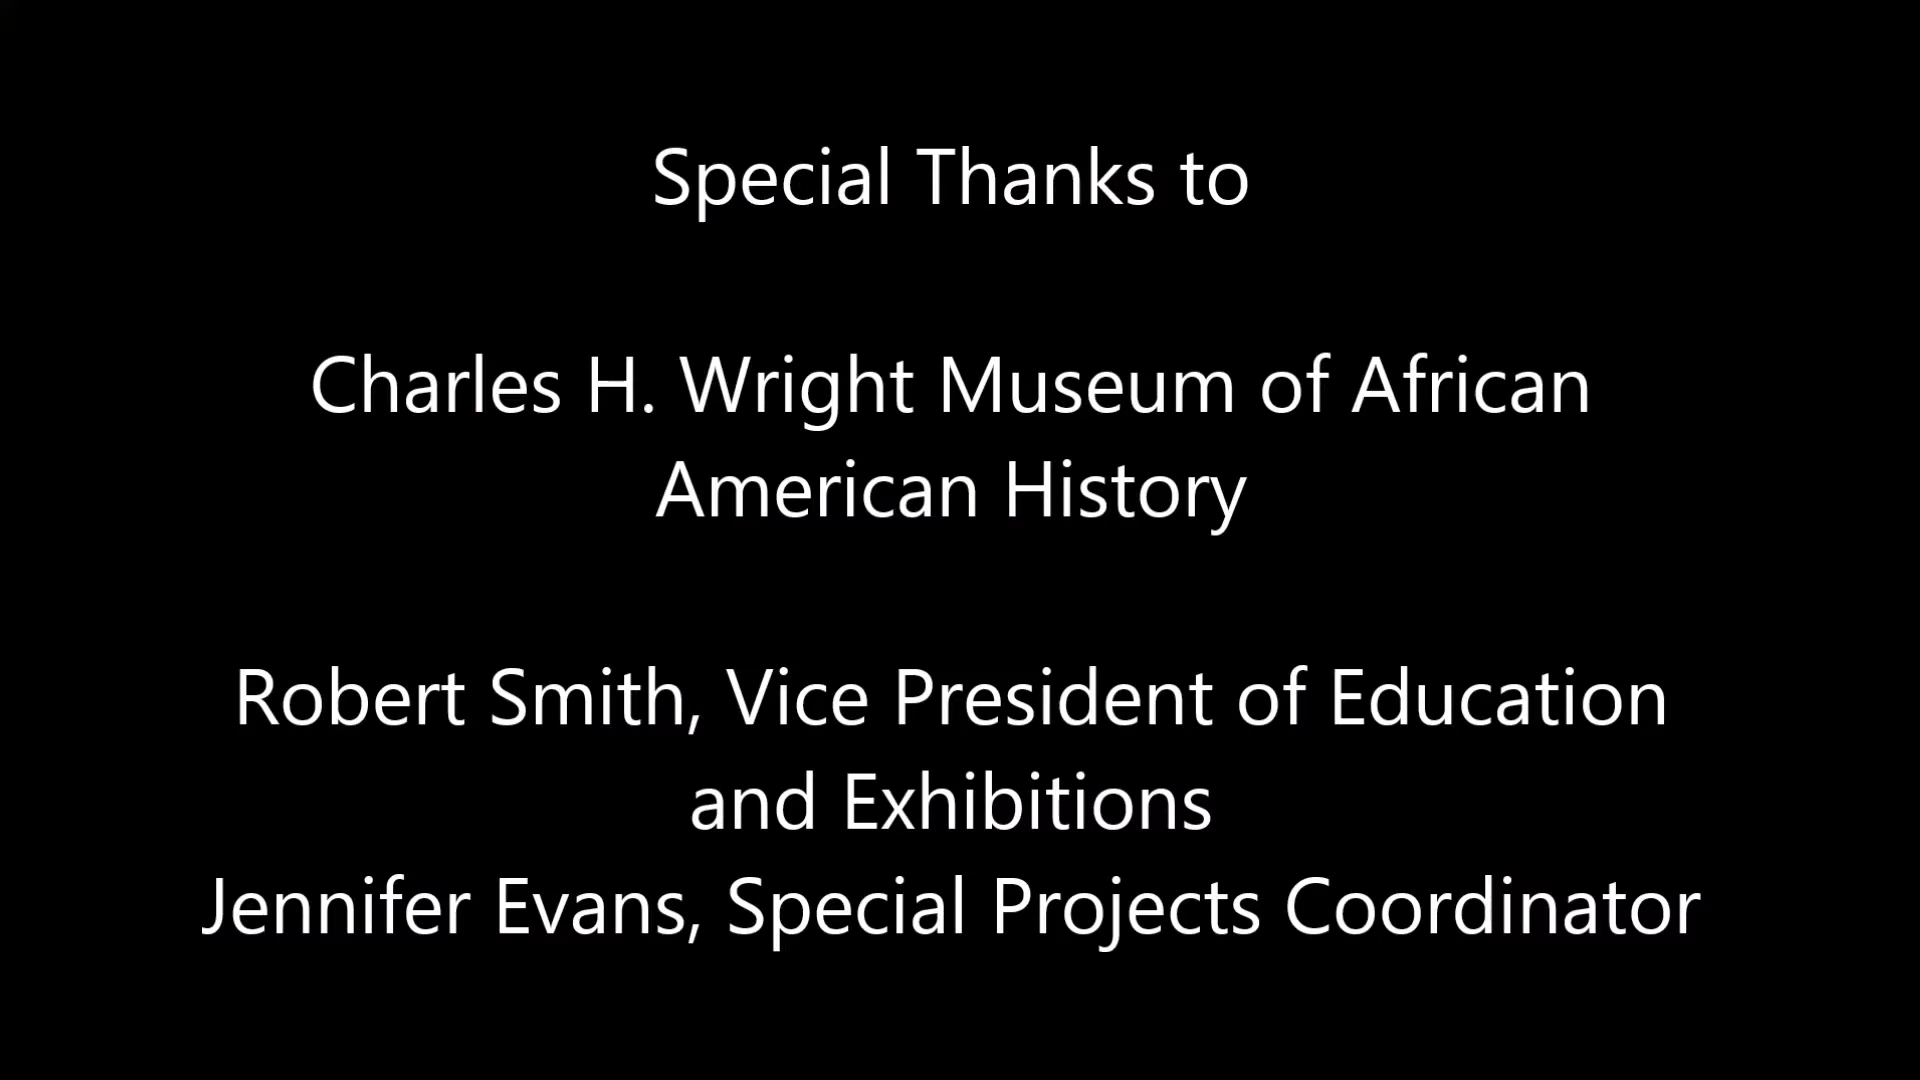 Special Thanks to
Charles H. Wright Museum of African
American History
Robert Smith, Vice President of Education
and Exhibitions
Jennifer Evans, Special Projects Coordinator